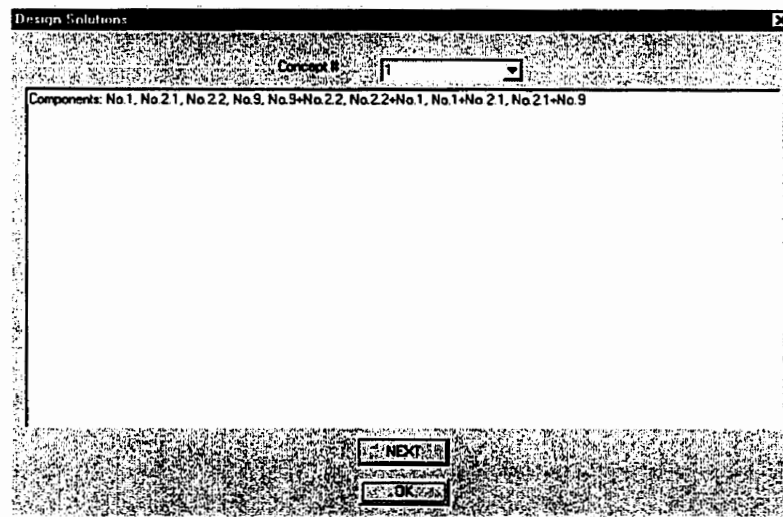 Design Solutions
Concept #
1
Components: No.1, No.2.1, No.2.2, No.9, No.9+No.2.2, No.2.2+No.1, No.1+No.2.1, No.2.1+No.9
NEXT
OK